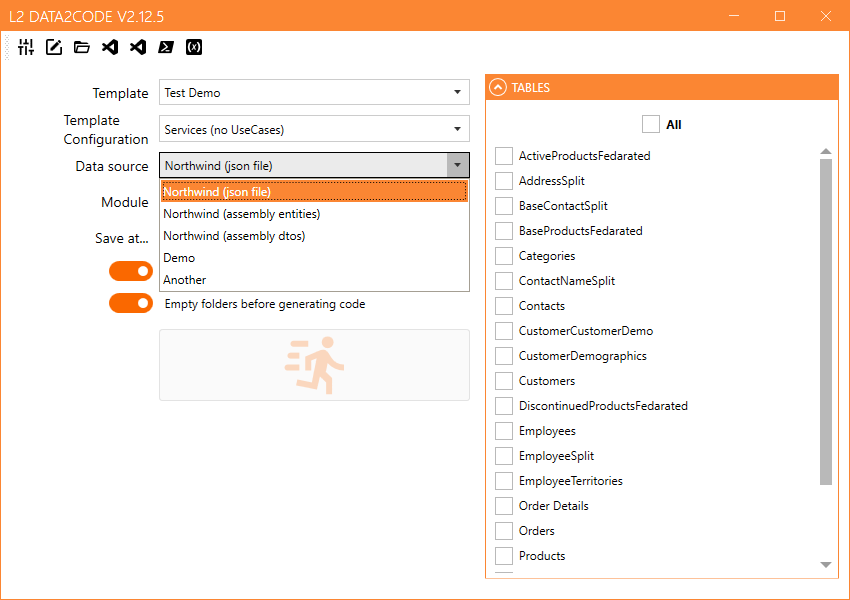 L2 DATA2CODE V2.12.5
Template
Test Demo
Template
Configuration
Services (no UseCases)
Data source
Northwind (json file)
Northwind (json file)
Northwind (assembly entities)
Northwind (assembly dtos)
Demo
Another
Module
Save at...
Empty folders before generating code
TABLES
All
ActiveProductsFedarated
AddressSplit
BaseContactSplit
BaseProductsFedarated
Categories
ContactNameSplit
Contacts
CustomerCustomerDemo
CustomerDemographics
Customers
DiscontinuedProductsFedarated
Employees
EmployeeSplit
EmployeeTerritories
Order Details
Orders
Products